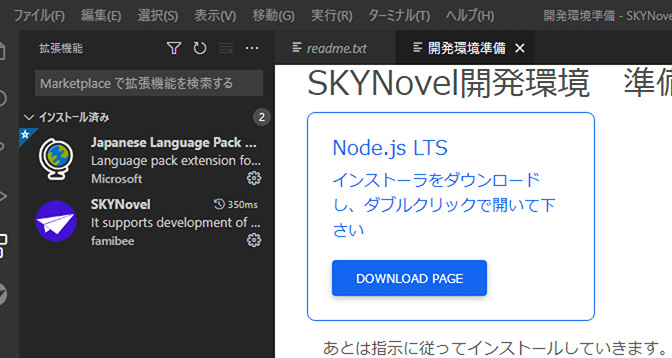 ファイル(F) 編集(E) 選択(S) 表示(V) 移動(G) 実行(R) ターミナル(T) ヘルプ(H) 開発環境準備 - SKYNove
拡張機能
Marketplace で拡張機能を検索する
インストール済み 2
Japanese Language Pack ...
Language pack extension fo...
Microsoft
SKYNovel 350ms
It supports development of ...
famibee
readme.txt 開発環境準備
SKYNovel開発環境 準備
Node.js LTS
インストーラをダウンロード
し、ダブルクリックで開いて下
さい
DOWNLOAD PAGE
あとは指示に従ってインストールしていきます。